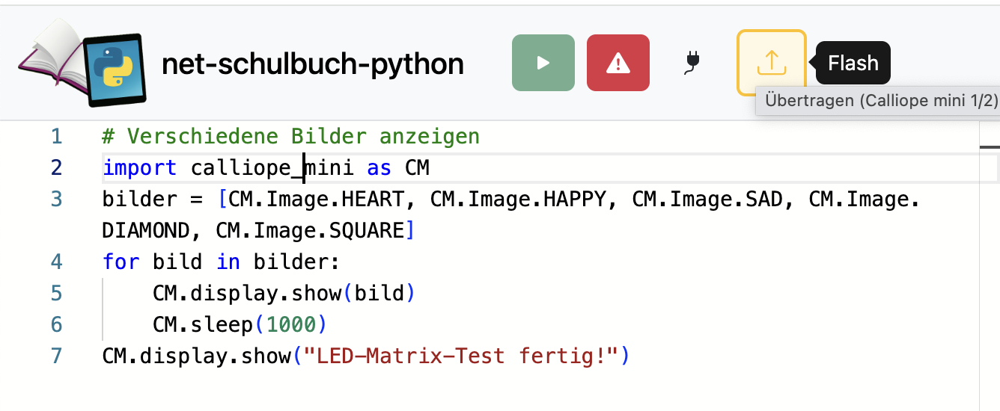 net-schulbuch-python
Flash
Übertragen (Calliope mini 1/2)
1 # Verschiedene Bilder anzeigen
2 import calliope_mini as CM
3 bilder = [CM.Image.HEART, CM.Image.HAPPY, CM.Image.SAD, CM.Image.
DIAMOND, CM.Image.SQUARE]
4 for bild in bilder:
5     CM.display.show(bild)
6     CM.sleep(1000)
7 CM.display.show("LED-Matrix-Test fertig!")